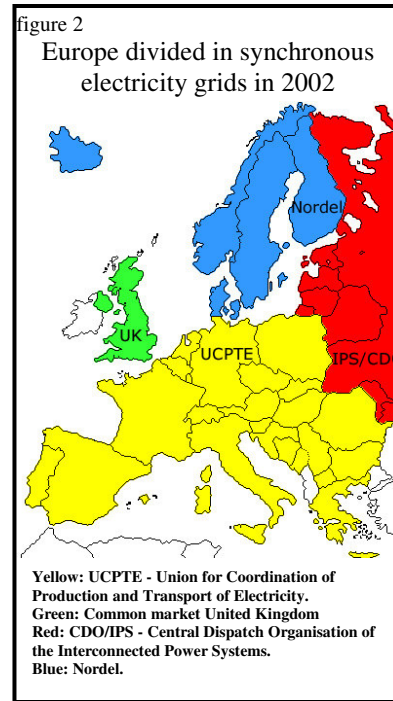 figure 2
Europe divided in synchronous
electricity grids in 2002
Nordel
UK
UCPTE
IPS/CDO
Yellow: UCPTE - Union for Coordination of
Production and Transport of Electricity.
Green: Common market United Kingdom
Red: CDO/IPS - Central Dispatch Organisation of
the Interconnected Power Systems.
Blue: Nordel.